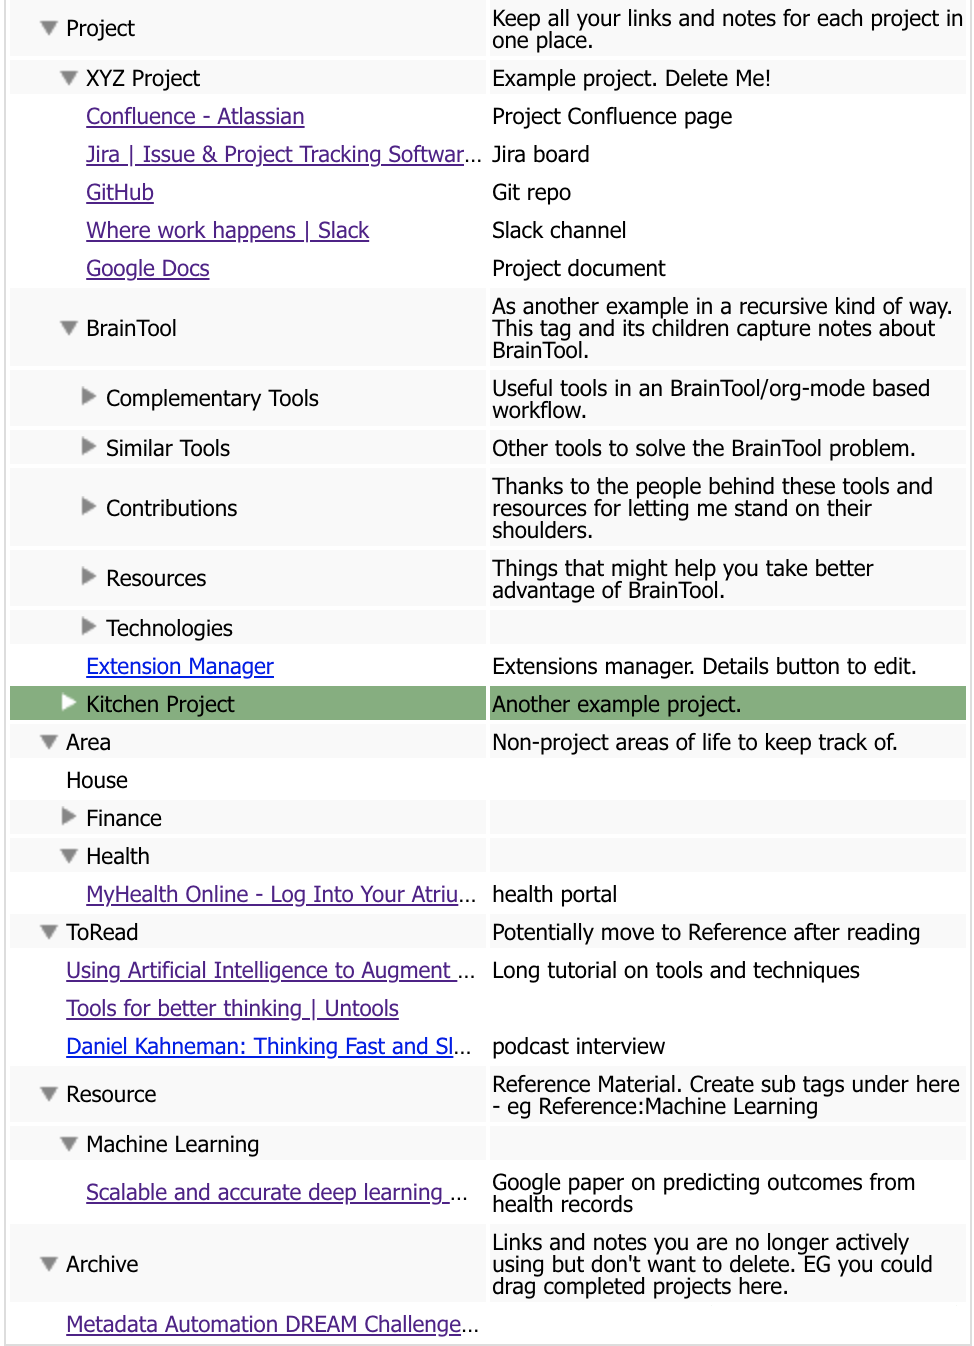 Project
Keep all your links and notes for each project in
one place.
XYZ Project
Example project. Delete Me!
Confluence - Atlassian
Project Confluence page
Jira | Issue & Project Tracking Softwar...
Jira board
GitHub
Git repo
Where work happens | Slack
Slack channel
Google Docs
Project document
BrainTool
As another example in a recursive kind of way.
This tag and its children capture notes about
BrainTool.
Complementary Tools
Useful tools in an BrainTool/org-mode based
workflow.
Similar Tools
Other tools to solve the BrainTool problem.
Contributions
Thanks to the people behind these tools and
resources for letting me stand on their
shoulders.
Resources
Things that might help you take better
advantage of BrainTool.
Technologies
Extension Manager
Extensions manager. Details button to edit.
Kitchen Project
Another example project.
Area
Non-project areas of life to keep track of.
House
Finance
Health
MyHealth Online - Log Into Your Atriu...
health portal
ToRead
Potentially move to Reference after reading
Using Artificial Intelligence to Augment ...
Long tutorial on tools and techniques
Tools for better thinking | Untools
Daniel Kahneman: Thinking Fast and Sl...
podcast interview
Resource
Reference Material. Create sub tags under here
- eg Reference:Machine Learning
Machine Learning
Scalable and accurate deep learning ...
Google paper on predicting outcomes from
health records
Archive
Links and notes you are no longer actively
using but don't want to delete. EG you could
drag completed projects here.
Metadata Automation DREAM Challenge...